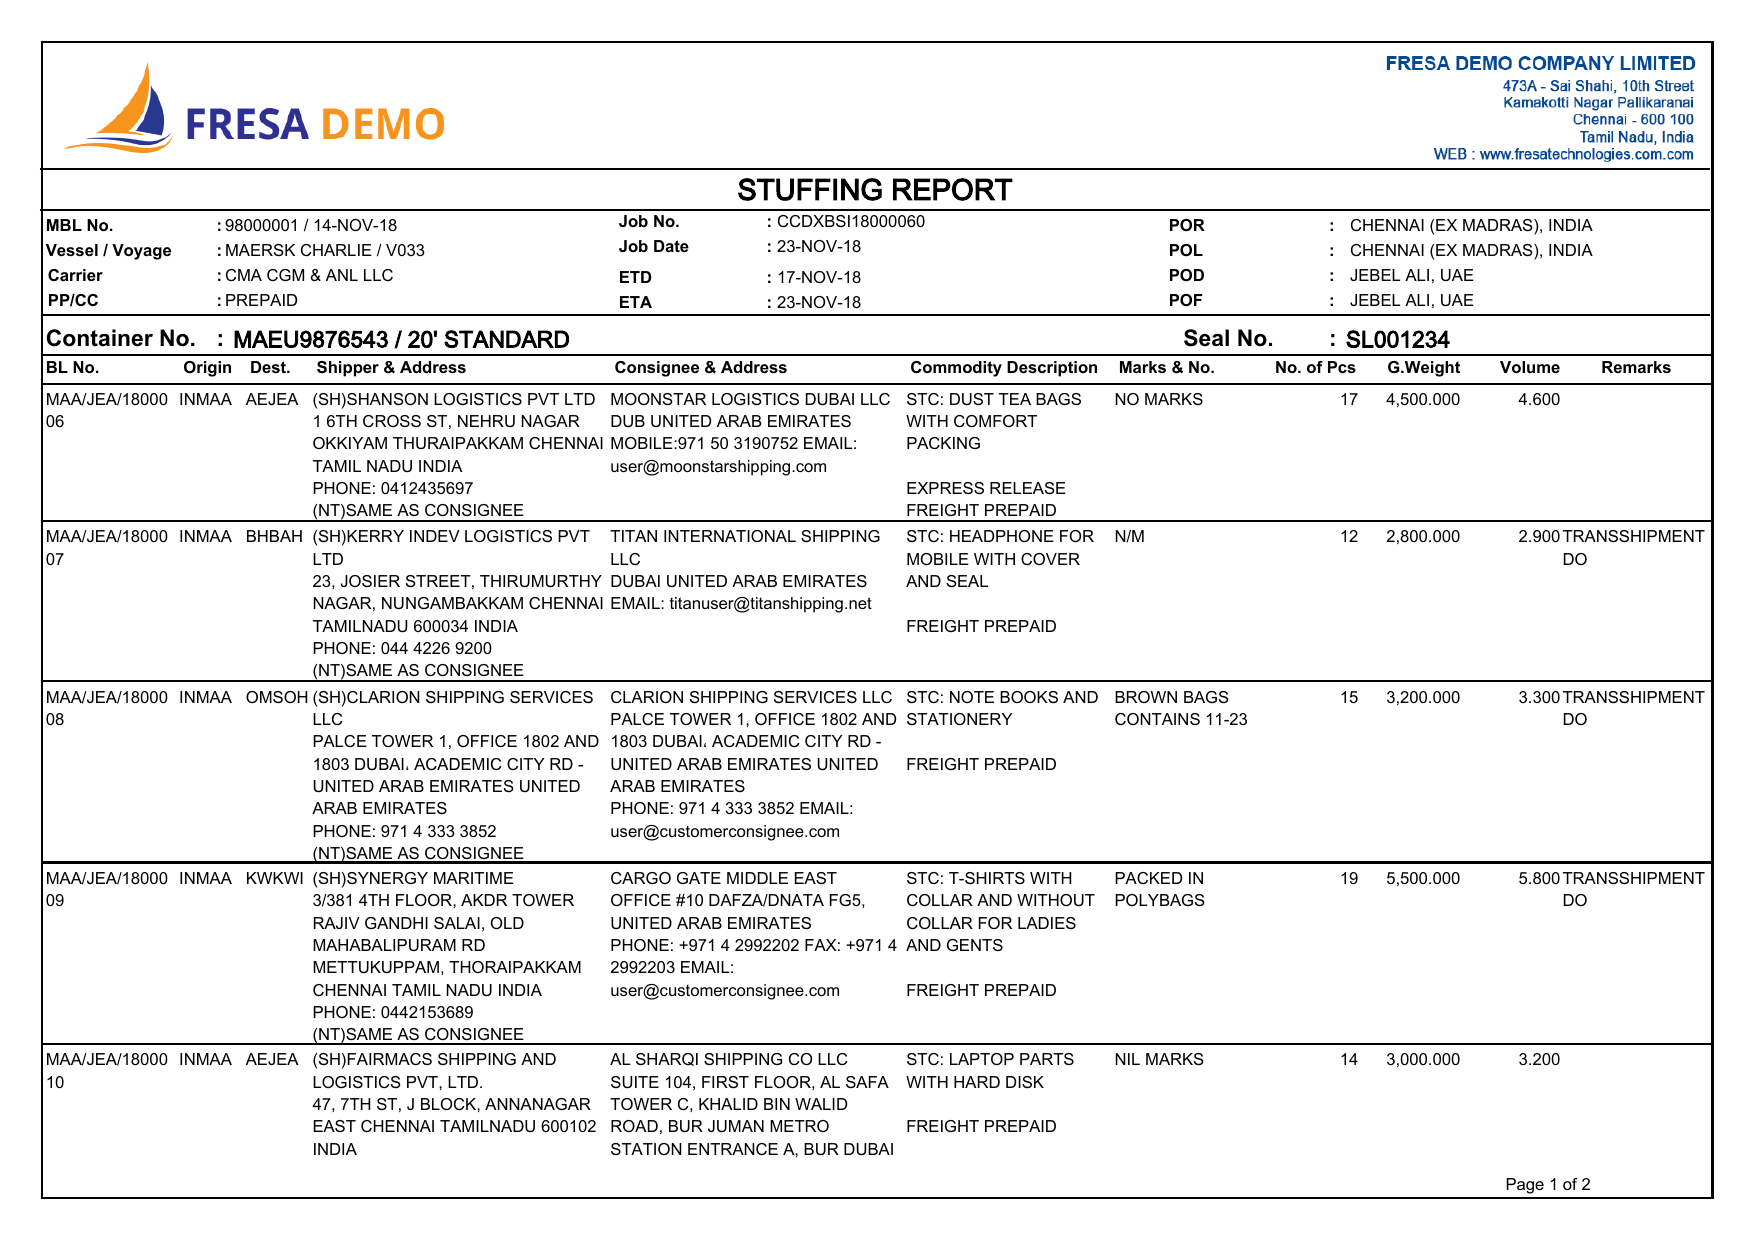 FRESA DEMO
FRESA DEMO COMPANY LIMITED
473A - Sai Shahi, 10th Street
Kamakotti Nagar Pallikaranai
Chennai - 600 100
Tamil Nadu, India
WEB : www.fresatechnologies.com.com
STUFFING REPORT
MBL No. : 98000001 / 14-NOV-18 Job No. : CCDXBSI18000060 POR : CHENNAI (EX MADRAS), INDIA
Vessel / Voyage : MAERSK CHARLIE / V033 Job Date : 23-NOV-18 POL : CHENNAI (EX MADRAS), INDIA
Carrier : CMA CGM & ANL LLC ETD : 17-NOV-18 POD : JEBEL ALI, UAE
PP/CC : PREPAID ETA : 23-NOV-18 POF : JEBEL ALI, UAE
Container No. : MAEU9876543 / 20' STANDARD Seal No. : SL001234
BL No. Origin Dest. Shipper & Address Consignee & Address Commodity Description Marks & No. No. of Pcs G.Weight Volume Remarks
MAA/JEA/18000 INMAA AEJEA (SH)SHANSON LOGISTICS PVT LTD MOONSTAR LOGISTICS DUBAI LLC STC: DUST TEA BAGS NO MARKS 17 4,500.000 4.600
06 1 6TH CROSS ST, NEHRU NAGAR DUB UNITED ARAB EMIRATES WITH COMFORT
OKKIYAM THURAIPAKKAM CHENNAI MOBILE:971 50 3190752 EMAIL: PACKING
TAMIL NADU INDIA user@moonstarshipping.com
PHONE: 0412435697 EXPRESS RELEASE
(NT)SAME AS CONSIGNEE FREIGHT PREPAID
MAA/JEA/18000 INMAA BHBAH (SH)KERRY INDEV LOGISTICS PVT TITAN INTERNATIONAL SHIPPING STC: HEADPHONE FOR N/M 12 2,800.000 2.900 TRANSSHIPMENT
07 LTD LLC MOBILE WITH COVER DO
23, JOSIER STREET, THIRUMURTHY DUBAI UNITED ARAB EMIRATES AND SEAL
NAGAR, NUNGAMBAKKAM CHENNAI EMAIL: titanuser@titanshipping.net
TAMILNADU 600034 INDIA FREIGHT PREPAID
PHONE: 044 4226 9200
(NT)SAME AS CONSIGNEE
MAA/JEA/18000 INMAA OMSOH (SH)CLARION SHIPPING SERVICES CLARION SHIPPING SERVICES LLC STC: NOTE BOOKS AND BROWN BAGS 15 3,200.000 3.300 TRANSSHIPMENT
08 LLC PALCE TOWER 1, OFFICE 1802 AND STATIONERY CONTAINS 11-23 DO
PALCE TOWER 1, OFFICE 1802 AND 1803 DUBAI، ACADEMIC CITY RD -
1803 DUBAI، ACADEMIC CITY RD - UNITED ARAB EMIRATES UNITED FREIGHT PREPAID
UNITED ARAB EMIRATES UNITED ARAB EMIRATES
ARAB EMIRATES PHONE: 971 4 333 3852 EMAIL:
PHONE: 971 4 333 3852 user@customerconsignee.com
(NT)SAME AS CONSIGNEE
MAA/JEA/18000 INMAA KWKWI (SH)SYNERGY MARITIME CARGO GATE MIDDLE EAST STC: T-SHIRTS WITH PACKED IN 19 5,500.000 5.800 TRANSSHIPMENT
09 3/381 4TH FLOOR, AKDR TOWER OFFICE #10 DAFZA/DNATA FG5, COLLAR AND WITHOUT POLYBAGS DO
RAJIV GANDHI SALAI, OLD UNITED ARAB EMIRATES COLLAR FOR LADIES
MAHABALIPURAM RD PHONE: +971 4 2992202 FAX: +971 4 AND GENTS
METTUKUPPAM, THORAIPAKKAM 2992203 EMAIL:
CHENNAI TAMIL NADU INDIA user@customerconsignee.com FREIGHT PREPAID
PHONE: 0442153689
(NT)SAME AS CONSIGNEE
MAA/JEA/18000 INMAA AEJEA (SH)FAIRMACS SHIPPING AND AL SHARQI SHIPPING CO LLC STC: LAPTOP PARTS NIL MARKS 14 3,000.000 3.200
10 LOGISTICS PVT, LTD. SUITE 104, FIRST FLOOR, AL SAFA WITH HARD DISK
47, 7TH ST, J BLOCK, ANNANAGAR TOWER C, KHALID BIN WALID
EAST CHENNAI TAMILNADU 600102 ROAD, BUR JUMAN METRO FREIGHT PREPAID
INDIA STATION ENTRANCE A, BUR DUBAI
Page 1 of 2